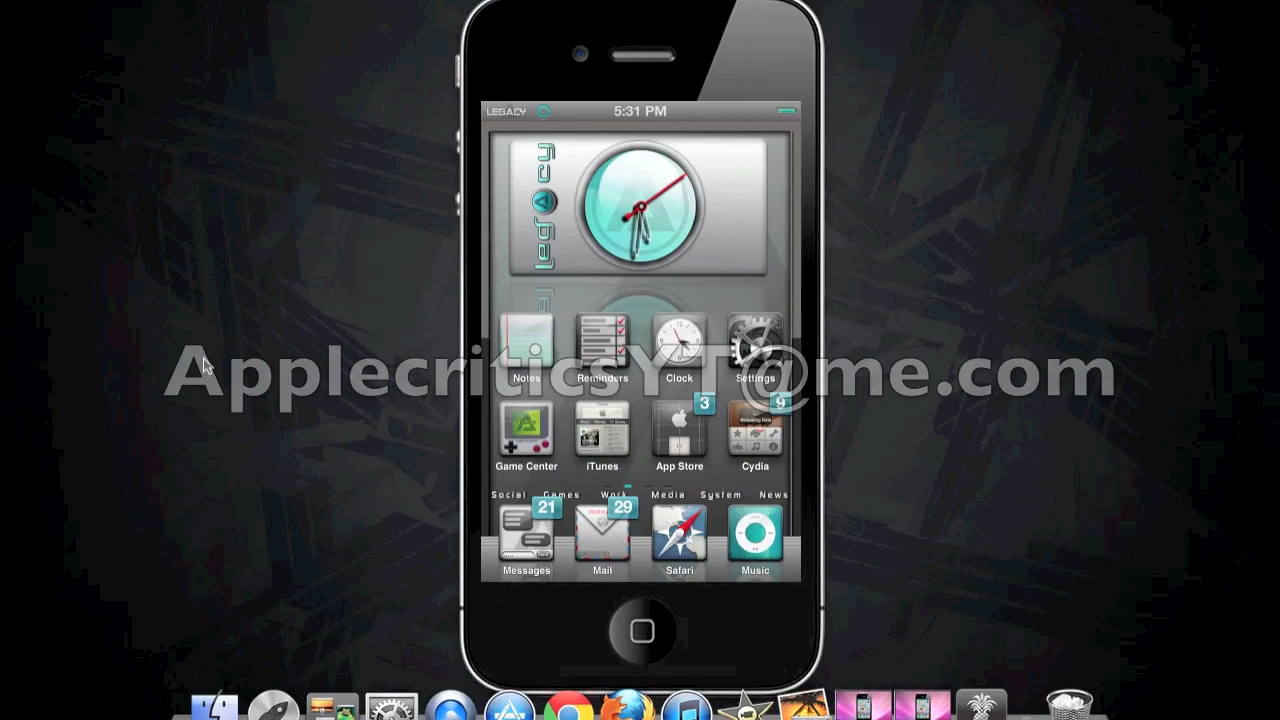 LEGACY 5:31 PM
legacy
ApplecriticsYT@me.com
Notes Reminders Clock Settings
3 9
Game Center iTunes App Store Cydia
Social Games Work Media System News
21 29
Messages Mail Safari Music